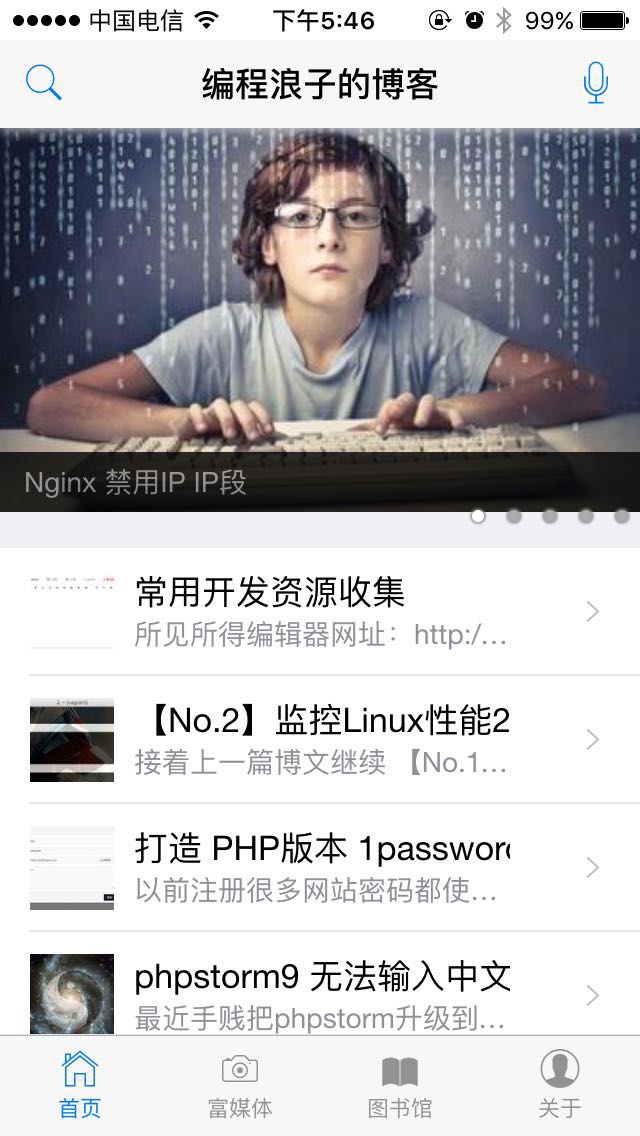 中国电信 下午5:46 99%
编程浪子的博客
Nginx 禁用IP IP段
常用开发资源收集
所见所得编辑器网址：http:/...
【No.2】监控Linux性能2
接着上一篇博文继续 【No.1...
打造 PHP版本 1password
以前注册很多网站密码都使...
phpstorm9 无法输入中文
最近手贱把phpstorm升级到...
首页 富媒体 图书馆 关于